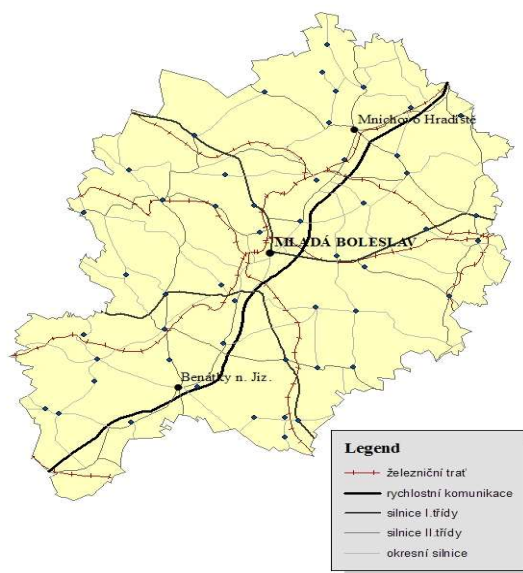 Mnichovo Hradiště
MLADÁ BOLESLAV
Benátky n. Jiz.
Legend
železniční trať
rychlostní komunikace
silnice I.třídy
silnice II.třídy
okresní silnice